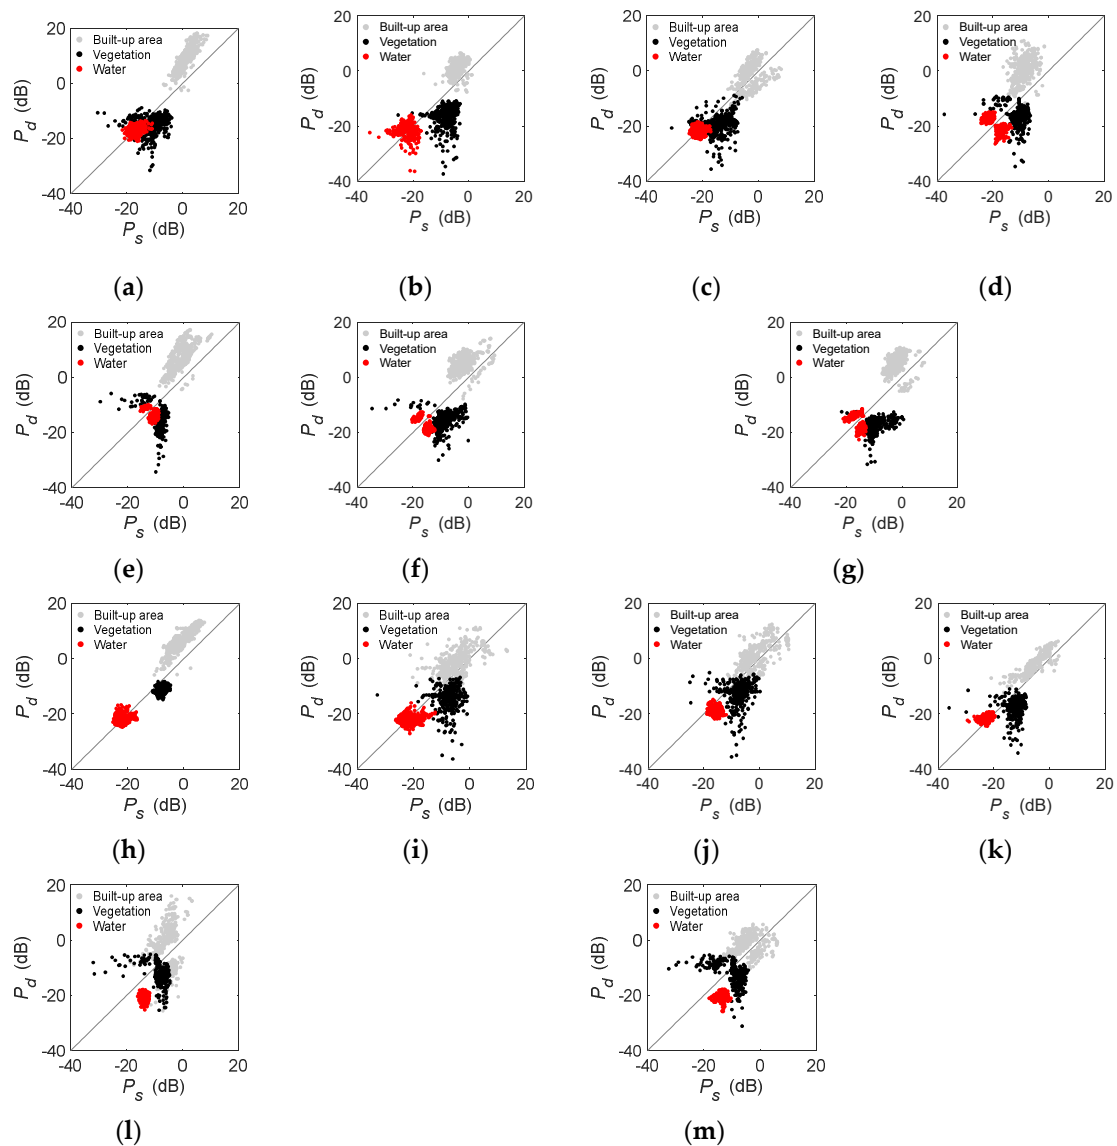 20
Built-up area
Vegetation
Water
0
-20
-40
P_d (dB)
-40 -20 0 20
P_s (dB)
(a)
20
Built-up area
Vegetation
Water
0
-20
-40
P_d (dB)
-40 -20 0 20
P_s (dB)
(b)
20
Built-up area
Vegetation
Water
0
-20
-40
P_d (dB)
-40 -20 0 20
P_s (dB)
(c)
20
Built-up area
Vegetation
Water
0
-20
-40
P_d (dB)
-40 -20 0 20
P_s (dB)
(d)
20
Built-up area
Vegetation
Water
0
-20
-40
P_d (dB)
-40 -20 0 20
P_s (dB)
(e)
20
Built-up area
Vegetation
Water
0
-20
-40
P_d (dB)
-40 -20 0 20
P_s (dB)
(f)
20
Built-up area
Vegetation
Water
0
-20
-40
P_d (dB)
-40 -20 0 20
P_s (dB)
(g)
20
Built-up area
Vegetation
Water
0
-20
-40
P_d (dB)
-40 -20 0 20
P_s (dB)
(h)
20
Built-up area
Vegetation
Water
0
-20
-40
P_d (dB)
-40 -20 0 20
P_s (dB)
(i)
20
Built-up area
Vegetation
Water
0
-20
-40
P_d (dB)
-40 -20 0 20
P_s (dB)
(j)
20
Built-up area
Vegetation
Water
0
-20
-40
P_d (dB)
-40 -20 0 20
P_s (dB)
(k)
20
Built-up area
Vegetation
Water
0
-20
-40
P_d (dB)
-40 -20 0 20
P_s (dB)
(l)
20
Built-up area
Vegetation
Water
0
-20
-40
P_d (dB)
-40 -20 0 20
P_s (dB)
(m)